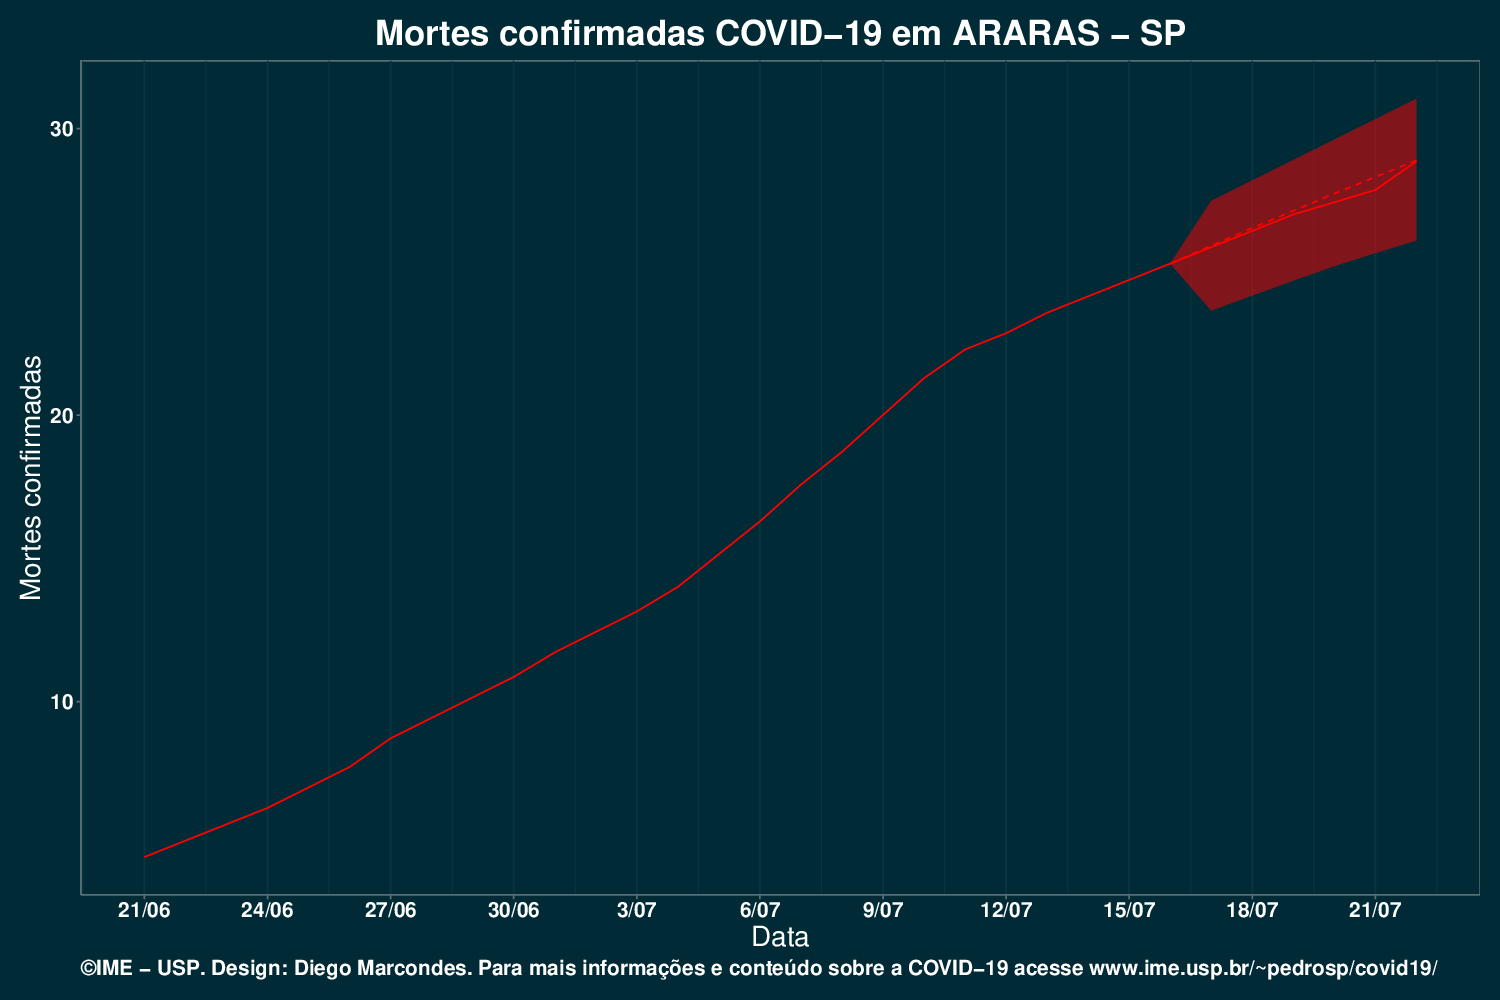 Mortes confirmadas COVID−19 em ARARAS − SP
Mortes confirmadas
30
20
10
21/06 24/06 27/06 30/06 3/07 6/07 9/07 12/07 15/07 18/07 21/07
Data
©IME − USP. Design: Diego Marcondes. Para mais informações e conteúdo sobre a COVID−19 acesse www.ime.usp.br/~pedrosp/covid19/